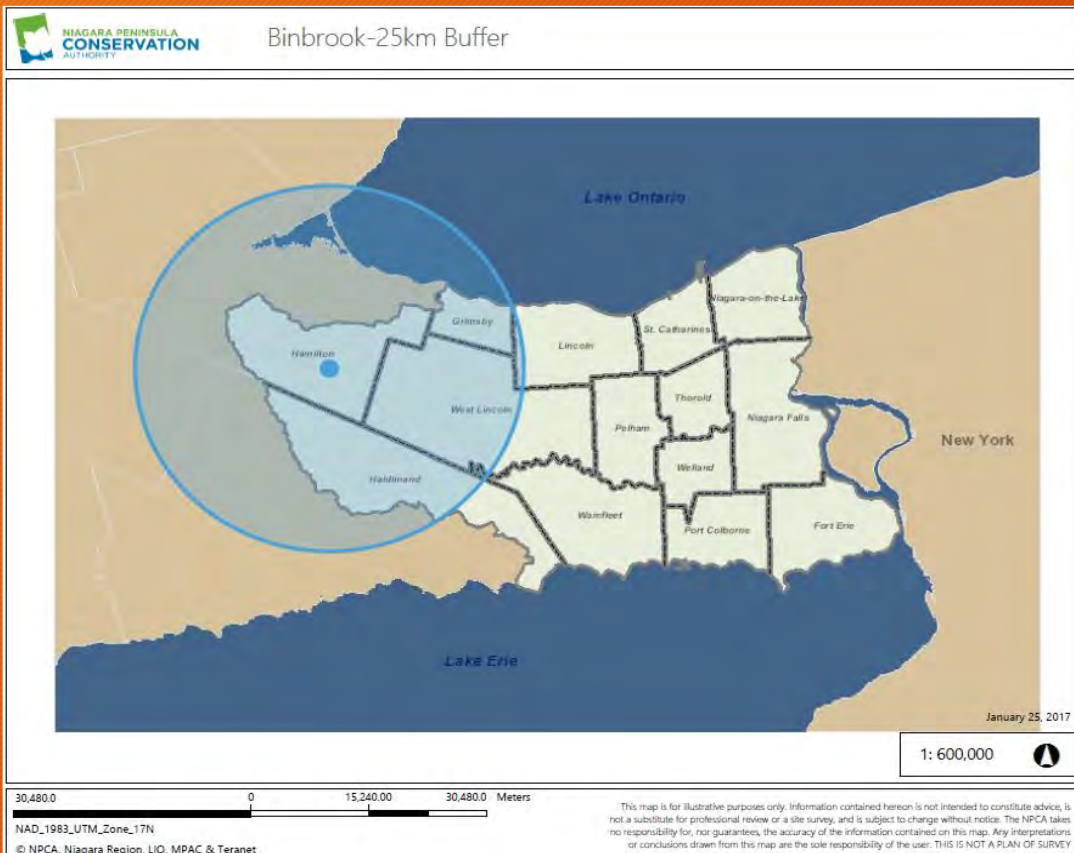 NIAGARA PENINSULA
CONSERVATION
AUTHORITY
Binbrook-25km Buffer
Lake Ontario
Niagara-on-the-Lake
Grimsby
St. Catharines
Lincoln
Hamilton
Thorold
West Lincoln
Niagara Falls
Pelham
New York
Welland
Haldimand
Wainfleet
Fort Erie
Port Colborne
Lake Erie
January 25, 2017
1: 600,000
30,480.0 0 15,240.00 30,480.0 Meters
NAD_1983_UTM_Zone_17N
© NPCA, Niagara Region, LIO, MPAC & Teranet
This map is for illustrative purposes only. Information contained hereon is not intended to constitute advice, is
not a substitute for professional review or a site survey, and is subject to change without notice. The NPCA takes
no responsibility for, nor guarantees, the accuracy of the information contained on this map. Any interpretations
or conclusions drawn from this map are the sole responsibility of the user. THIS IS NOT A PLAN OF SURVEY